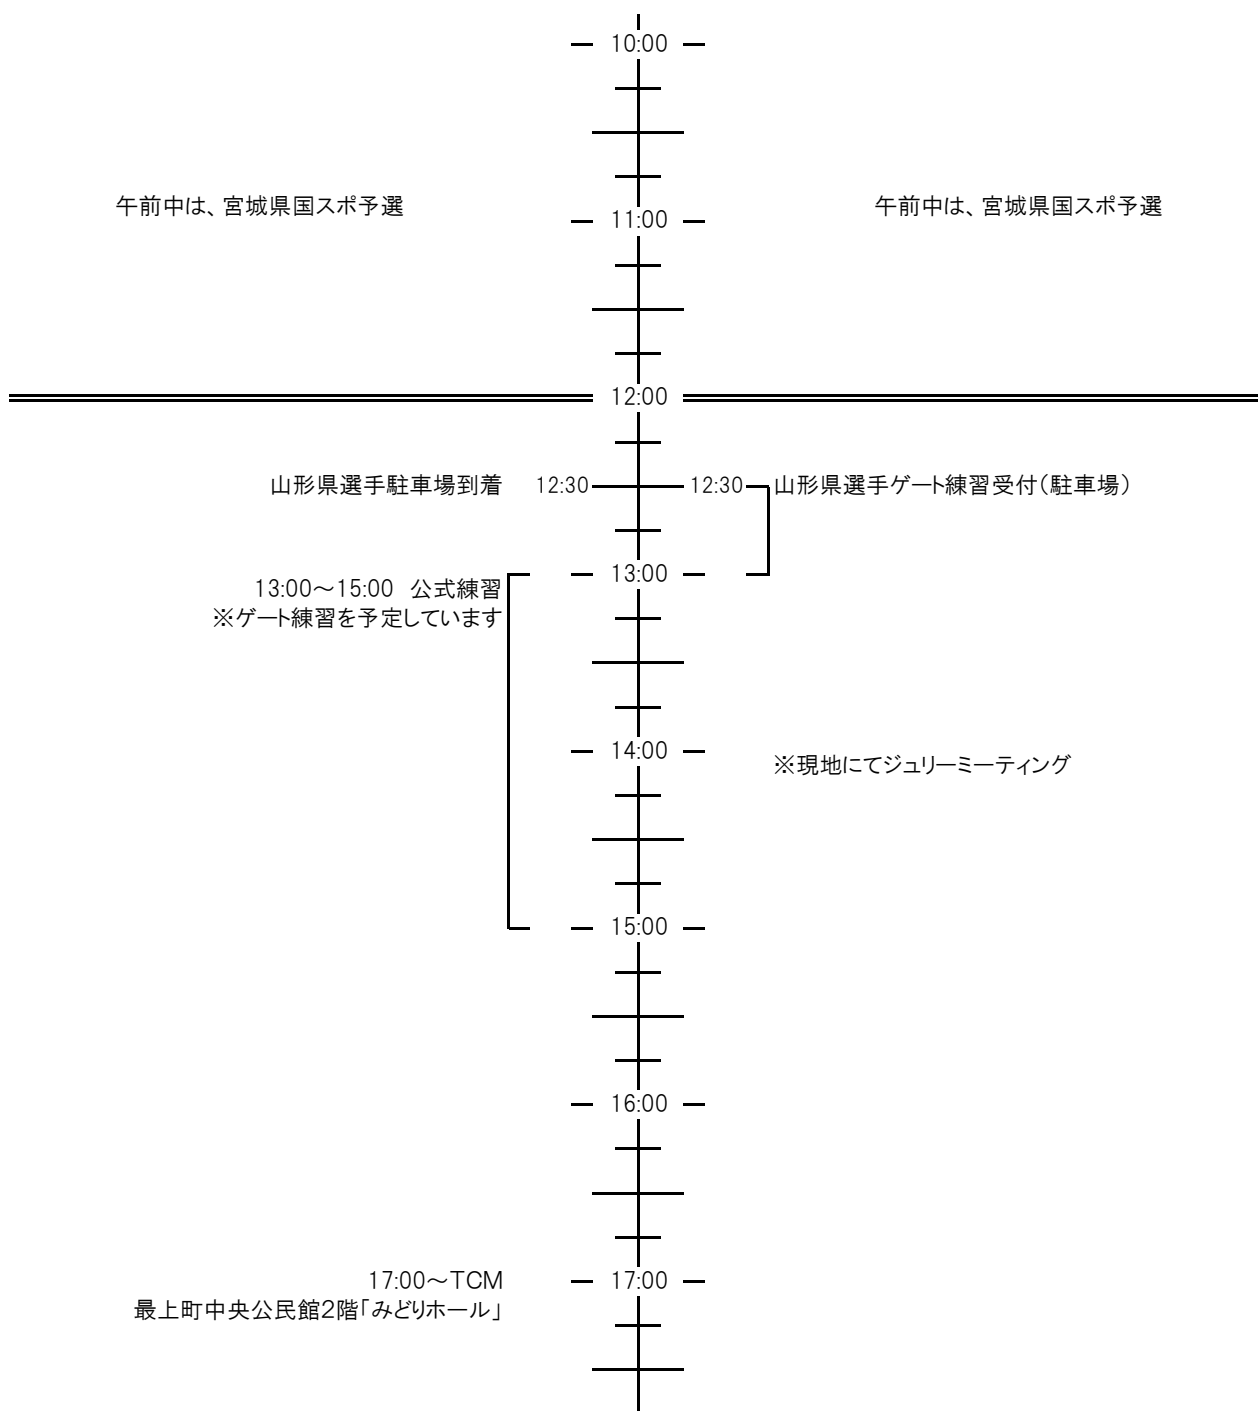 10:00
午前中は、宮城県国スポ予選
午前中は、宮城県国スポ予選
11:00
12:00
山形県選手駐車場到着 12:30
12:30 山形県選手ゲート練習受付(駐車場)
13:00
13:00～15:00 公式練習
※ゲート練習を予定しています
14:00
※現地にてジュリーミーティング
15:00
16:00
17:00～TCM
17:00
最上町中央公民館2階「みどりホール」